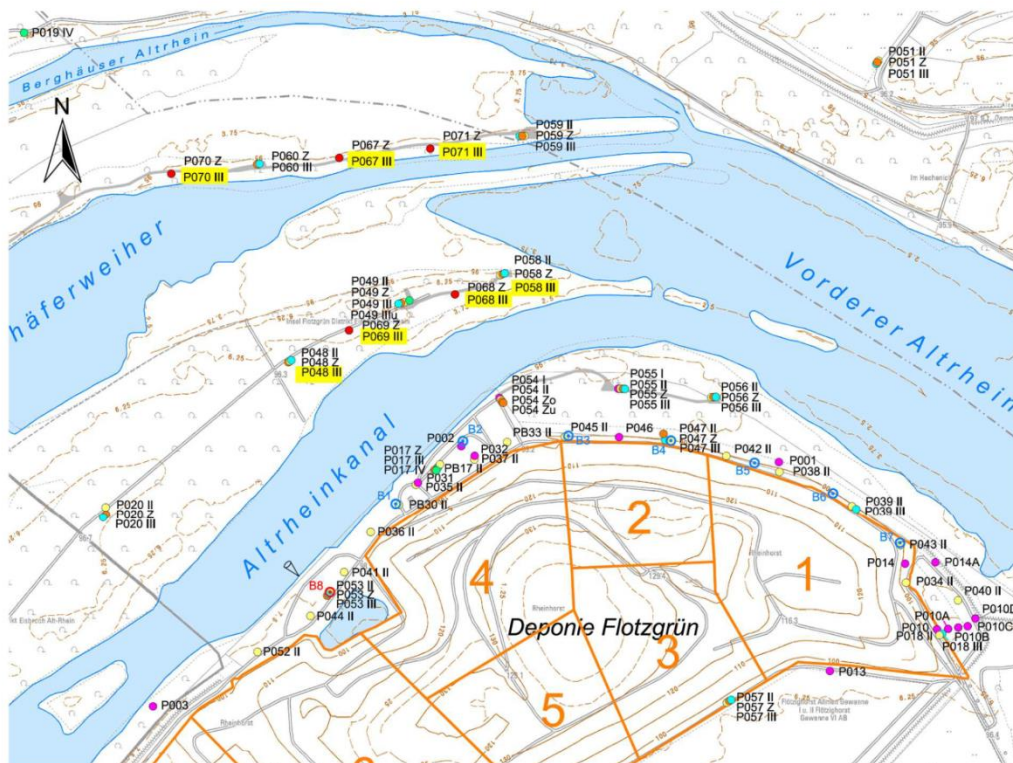 P019 IV
Berghäuser Altrhein
N
P051 II
P051 Z
P051 III
P059 II
P059 Z
P059 III
P071 Z
P071 III
P067 Z
P067 III
P060 Z
P060 III
P070 Z
P070 III
Im Hechenist
häferweiher
Vorderer Altrhein
P058 II
P058 Z
P058 III
P049 II
P049 Z
P049 III
P049 IIIu
P068 Z
P068 III
P069 Z
P069 III
P048 II
P048 Z
P048 III
P054 I
P054 II
P054 Zo
P054 Zu
P055 I
P055 II
P055 Z
P055 III
P056 II
P056 Z
P056 III
P002
B2
PB33 II
P045 II
B3
P046
P047 II
P047 Z
P047 III
B4
P042 II
B5
P001
P038 II
P032
P037 II
P017 Z
P017 III
P017 IV
PB17 II
P031
P035 II
B1
PB30 II
B6
P039 II
P039 III
B7
P043 II
P020 II
P020 Z
P020 III
Altrheinkanal
P036 II
2
1
4
P014
P014A
P034 II
P040 II
P041 II
B8
P053 II
P053 Z
P053 III
P044 II
P010D
P010A
P010C
P010
P010B
P018 II
P018 III
Rheinhorst
Rheinhorst
Deponie Flotzgrün
3
P052 II
P013
5
P003
Rheinhorst
P057 II
P057 Z
P057 III